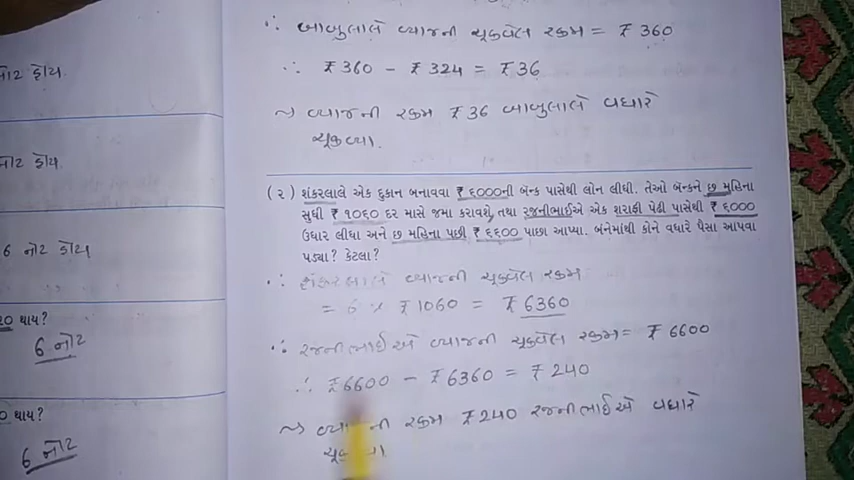 નોટ હોય.
નોટ હોય.
6 નોટ હોય
20 થાય?
6 નોટ
0 થાય?
6 નોટ
∴ બાબુલાલે વ્યાજની ચૂકવેલ રકમ = ₹ 360
∴ ₹ 360 - ₹ 324 = ₹ 36
~) વ્યાજની રકમ ₹ 36 બાબુલાલે વધારે
ચૂકવ્યા.
(૨) શંકરલાલે એક દુકાન બનાવવા ₹ ૬૦૦૦ની બૅન્ક પાસેથી લોન લીધી. તેઓ બૅન્કને છ મહિના
સુધી ₹ ૧૦૬૦ દર માસે જમા કરાવશે, તથા રજનીભાઈએ એક શરાફી પેઢી પાસેથી ₹ ૬૦૦૦
ઉધાર લીધા અને છ મહિના પછી ₹ ૬૬૦૦ પાછા આપ્યા. બંનેમાંથી કોને વધારે પૈસા આપવા
પડ્યા? કેટલા?
∴ શંકરલાલે વ્યાજની ચૂકવેલ રકમ
= 6 × ₹ 1060 = ₹ 6360
∴ રજનીભાઈએ વ્યાજની ચૂકવેલ રકમ = ₹ 6600
∴ ₹ 6600 - ₹ 6360 = ₹ 240
~) રકમ ₹ 240 રજનીભાઈએ વધારે